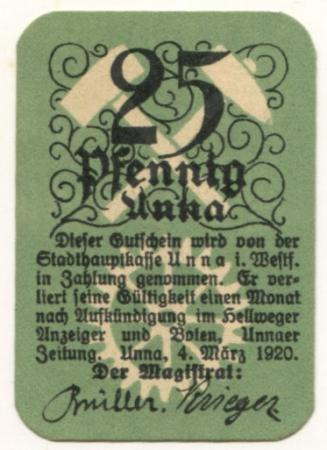 25
Pfennig
Unna
Dieser Gutschein wird von der
Stadthauptkasse Unna i. Westf.
in Zahlung genommen. Er ver-
liert seine Gültigkeit einen Monat
nach Aufkündigung im Hellweger
Anzeiger und Boten, Unnaer
Zeitung. Unna, 4. März 1920.
Der Magistrat:
Krieger